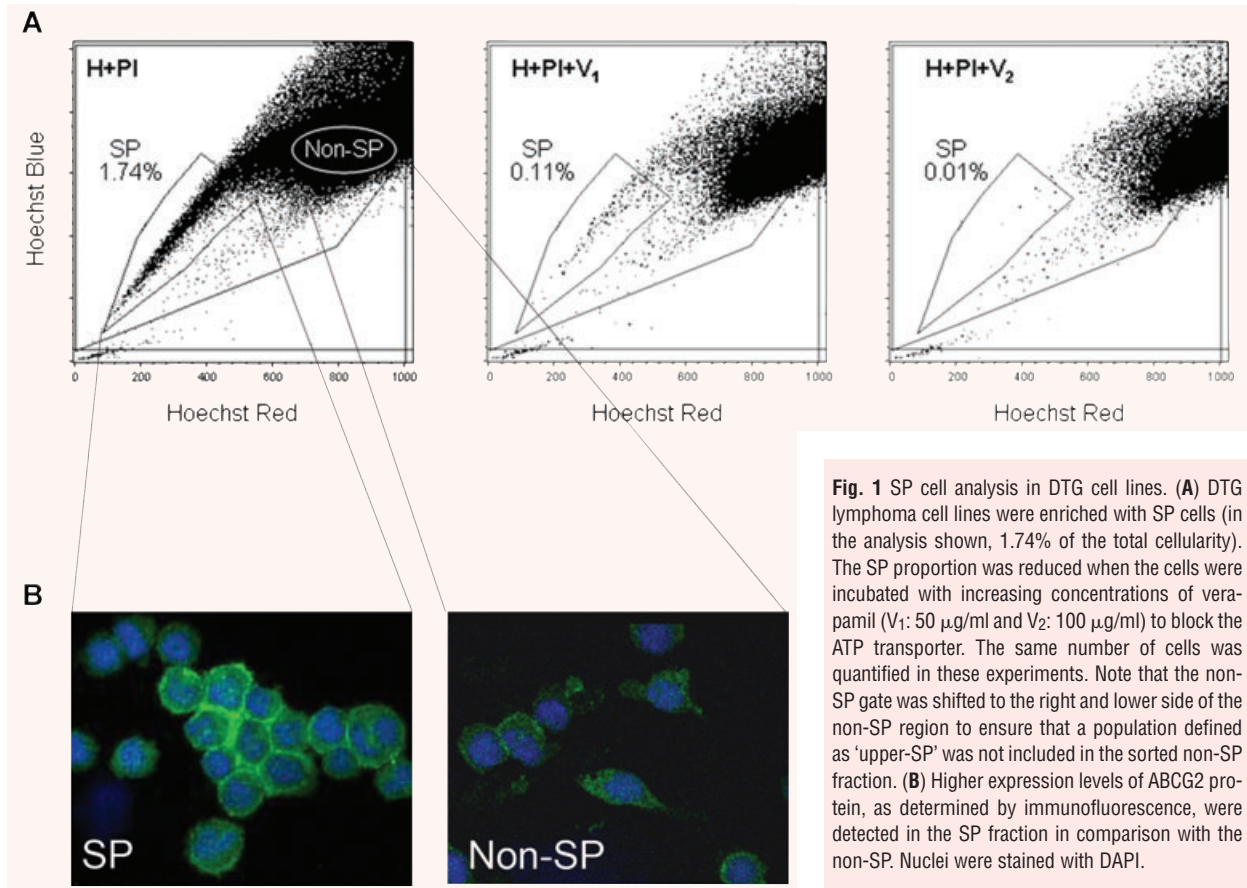 A
H+PI
SP
1.74%
Non-SP
Hoechst Blue
0
200
400
600
800
1000
Hoechst Red
H+PI+V1
SP
0.11%
0
200
400
600
800
1000
Hoechst Red
H+PI+V2
SP
0.01%
0
200
400
600
800
1000
Hoechst Red
B
SP
Non-SP
Fig. 1 SP cell analysis in DTG cell lines. (A) DTG
lymphoma cell lines were enriched with SP cells (in
the analysis shown, 1.74% of the total cellularity).
The SP proportion was reduced when the cells were
incubated with increasing concentrations of vera-
pamil (V1: 50 μg/ml and V2: 100 μg/ml) to block the
ATP transporter. The same number of cells was
quantified in these experiments. Note that the non-
SP gate was shifted to the right and lower side of the
non-SP region to ensure that a population defined
as ‘upper-SP’ was not included in the sorted non-SP
fraction. (B) Higher expression levels of ABCG2 pro-
tein, as determined by immunofluorescence, were
detected in the SP fraction in comparison with the
non-SP. Nuclei were stained with DAPI.